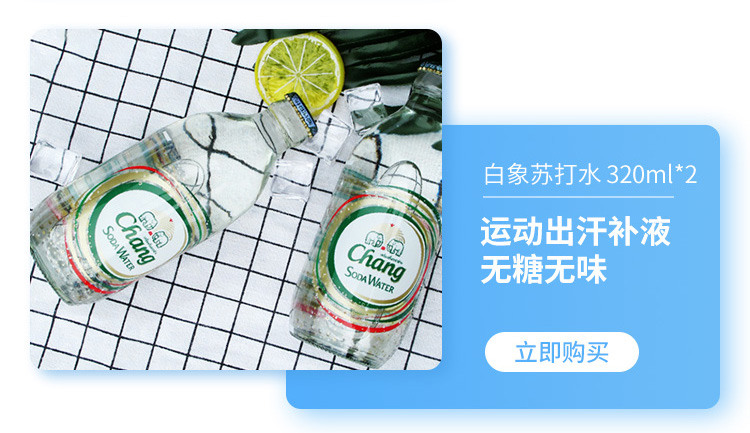 Chang
SODA WATER
Chang
SODA WATER
白象苏打水 320ml*2
运动出汗补液
无糖无味
立即购买